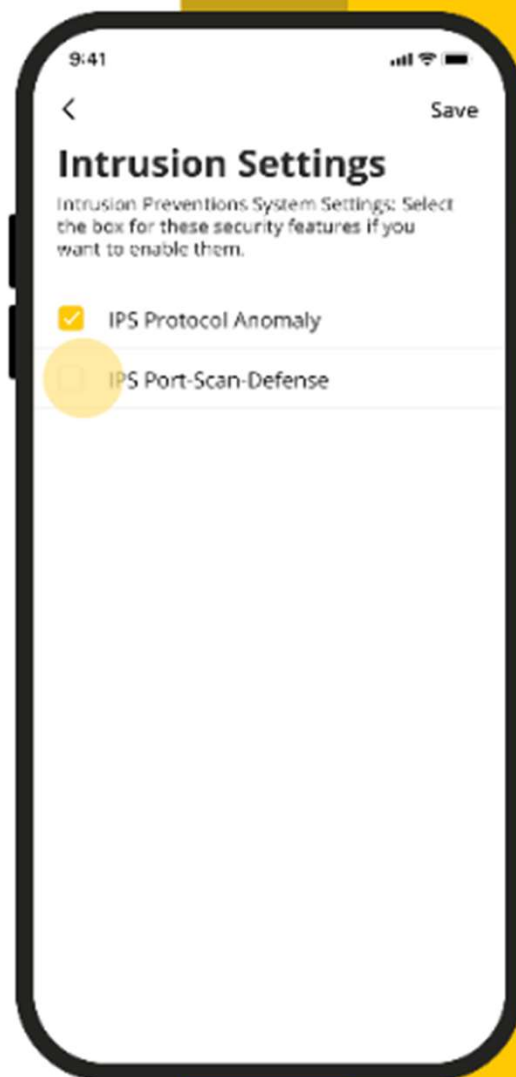 9:41
Save
Intrusion Settings
Intrusion Preventions System Settings: Select
the box for these security features if you
want to enable them.
IPS Protocol Anomaly
IPS Port-Scan-Defense